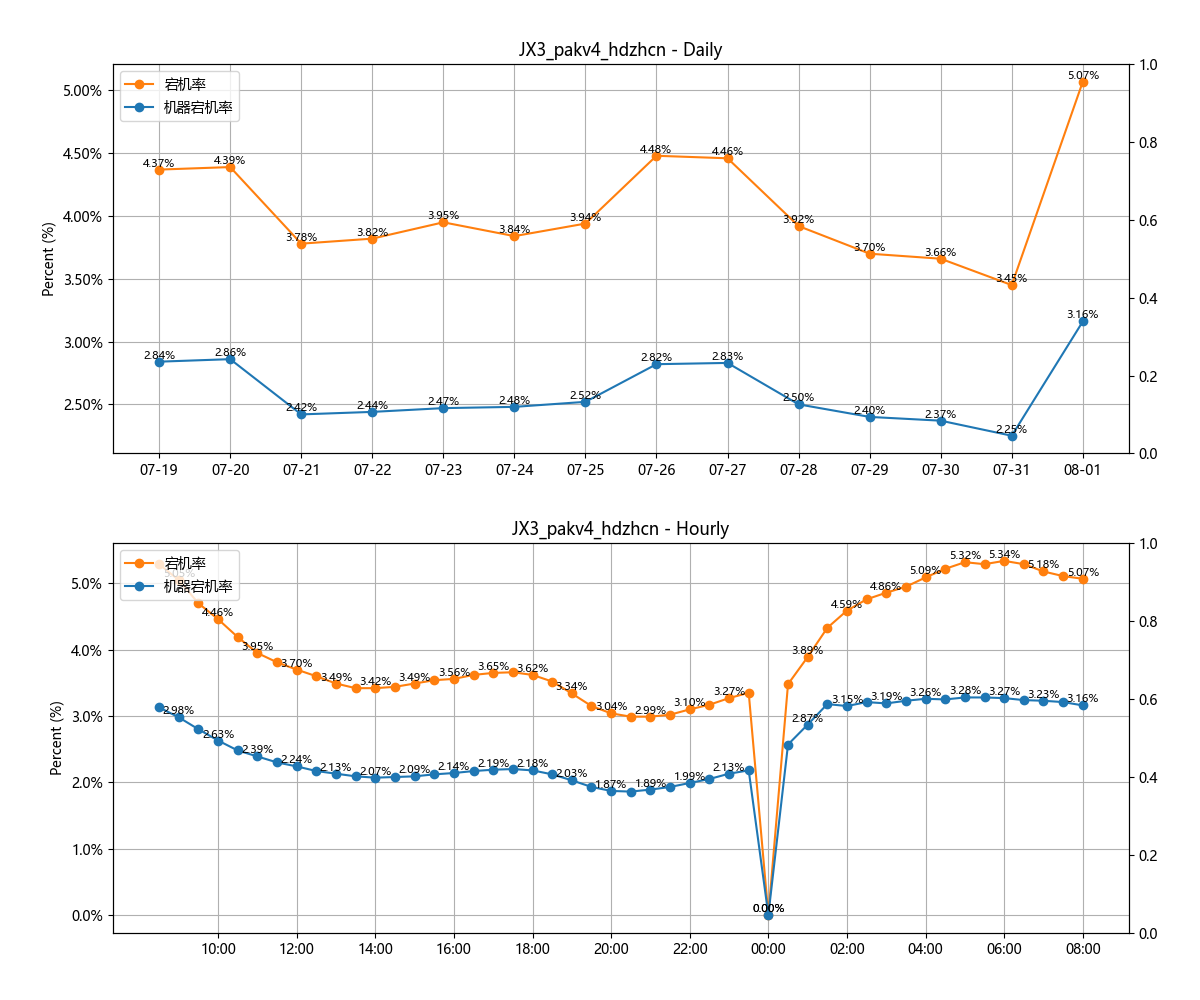 JX3_pakv4_hdzhcn - Daily
宕机率
机器宕机率
Percent (%)
5.00%
4.50%
4.00%
3.50%
3.00%
2.50%
1.0
0.8
0.6
0.4
0.2
0.0
4.37% 4.39% 3.78% 3.82% 3.95% 3.84% 3.94% 4.48% 4.46% 3.92% 3.70% 3.66% 3.45% 5.07%
2.84% 2.86% 2.42% 2.44% 2.47% 2.48% 2.52% 2.82% 2.83% 2.50% 2.40% 2.37% 2.25% 3.16%
07-19 07-20 07-21 07-22 07-23 07-24 07-25 07-26 07-27 07-28 07-29 07-30 07-31 08-01
JX3_pakv4_hdzhcn - Hourly
宕机率
机器宕机率
Percent (%)
5.0%
4.0%
3.0%
2.0%
1.0%
0.0%
1.0
0.8
0.6
0.4
0.2
0.0
4.46% 3.95% 3.70% 3.49% 3.42% 3.49% 3.56% 3.65% 3.62% 3.34% 3.04% 2.99% 3.10% 3.27% 0.00% 3.89% 4.59% 4.86% 5.09% 5.32% 5.34% 5.18% 5.07%
2.98% 2.63% 2.39% 2.24% 2.13% 2.07% 2.09% 2.14% 2.19% 2.18% 2.03% 1.87% 1.89% 1.99% 2.13% 0.00% 2.87% 3.15% 3.19% 3.26% 3.28% 3.27% 3.23% 3.16%
10:00 12:00 14:00 16:00 18:00 20:00 22:00 00:00 02:00 04:00 06:00 08:00